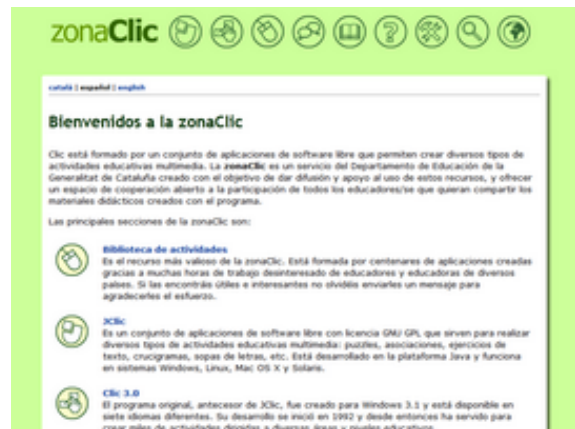 zonaClic
català | español | english
Bienvenidos a la zonaClic
Clic está formado por un conjunto de aplicaciones de software libre que permiten crear diversos tipos de
actividades educativas multimedia. La zonaClic es un servicio del Departamento de Educación de la
Generalitat de Cataluña creado con el objetivo de dar difusión y apoyo al uso de estos recursos, y ofrecer
un espacio de cooperación abierto a la participación de todos los educadores/se que quieran compartir los
materiales didácticos creados con el programa.
Las principales secciones de la zonaClic son:
Biblioteca de actividades
Es el recurso más valioso de la zonaClic. Está formada por centenares de aplicaciones creadas
gracias a muchas horas de trabajo desinteresado de educadores y educadoras de diversos
países. Si las encontráis útiles e interesantes no olvidéis enviarles un mensaje para
agradecerles el esfuerzo.
JClic
Es un conjunto de aplicaciones de software libre con licencia GNU GPL que sirven para realizar
diversos tipos de actividades educativas multimedia: puzzles, asociaciones, ejercicios de
texto, crucigramas, sopas de letras, etc. Está desarrollado en la plataforma Java y funciona
en sistemas Windows, Linux, Mac OS X y Solaris.
Clic 3.0
El programa original, antecesor de JClic, fue creado para Windows 3.1 y está disponible en
siete idiomas diferentes. Su desarrollo se inició en 1992 y desde entonces ha servido para
crear miles de actividades dirigidas a diversas áreas y niveles educativos.